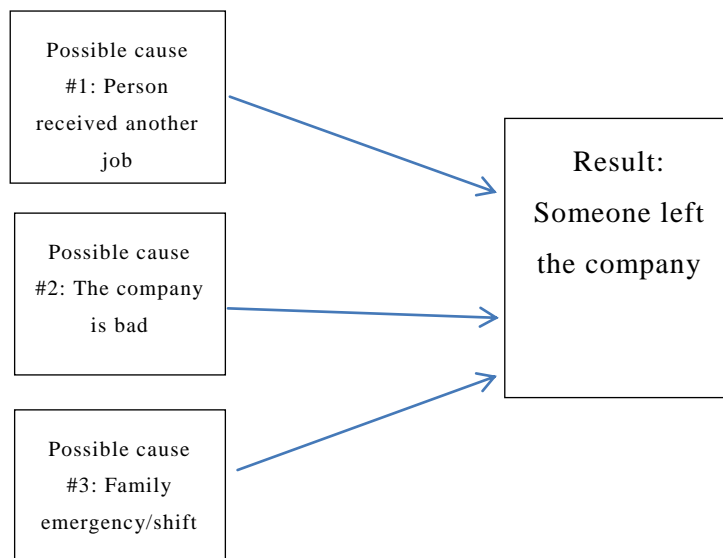 Possible cause
#1: Person
received another
job
Possible cause
#2: The company
is bad
Possible cause
#3: Family
emergency/shift
Result:
Someone left
the company